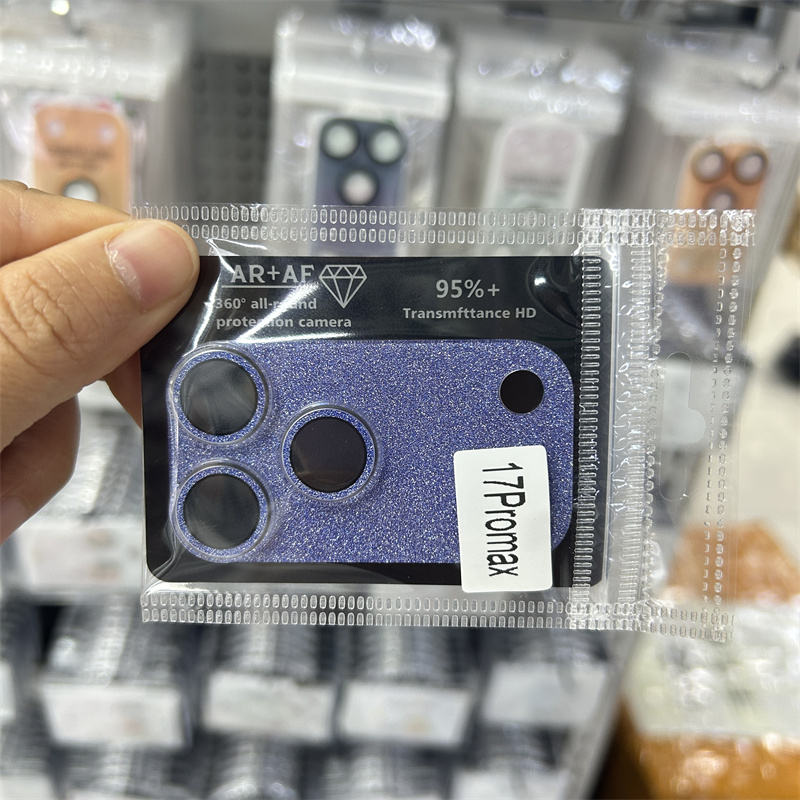 AR+AF
360° all-round
protection camera
95%+
Transmfttance HD
17Promax